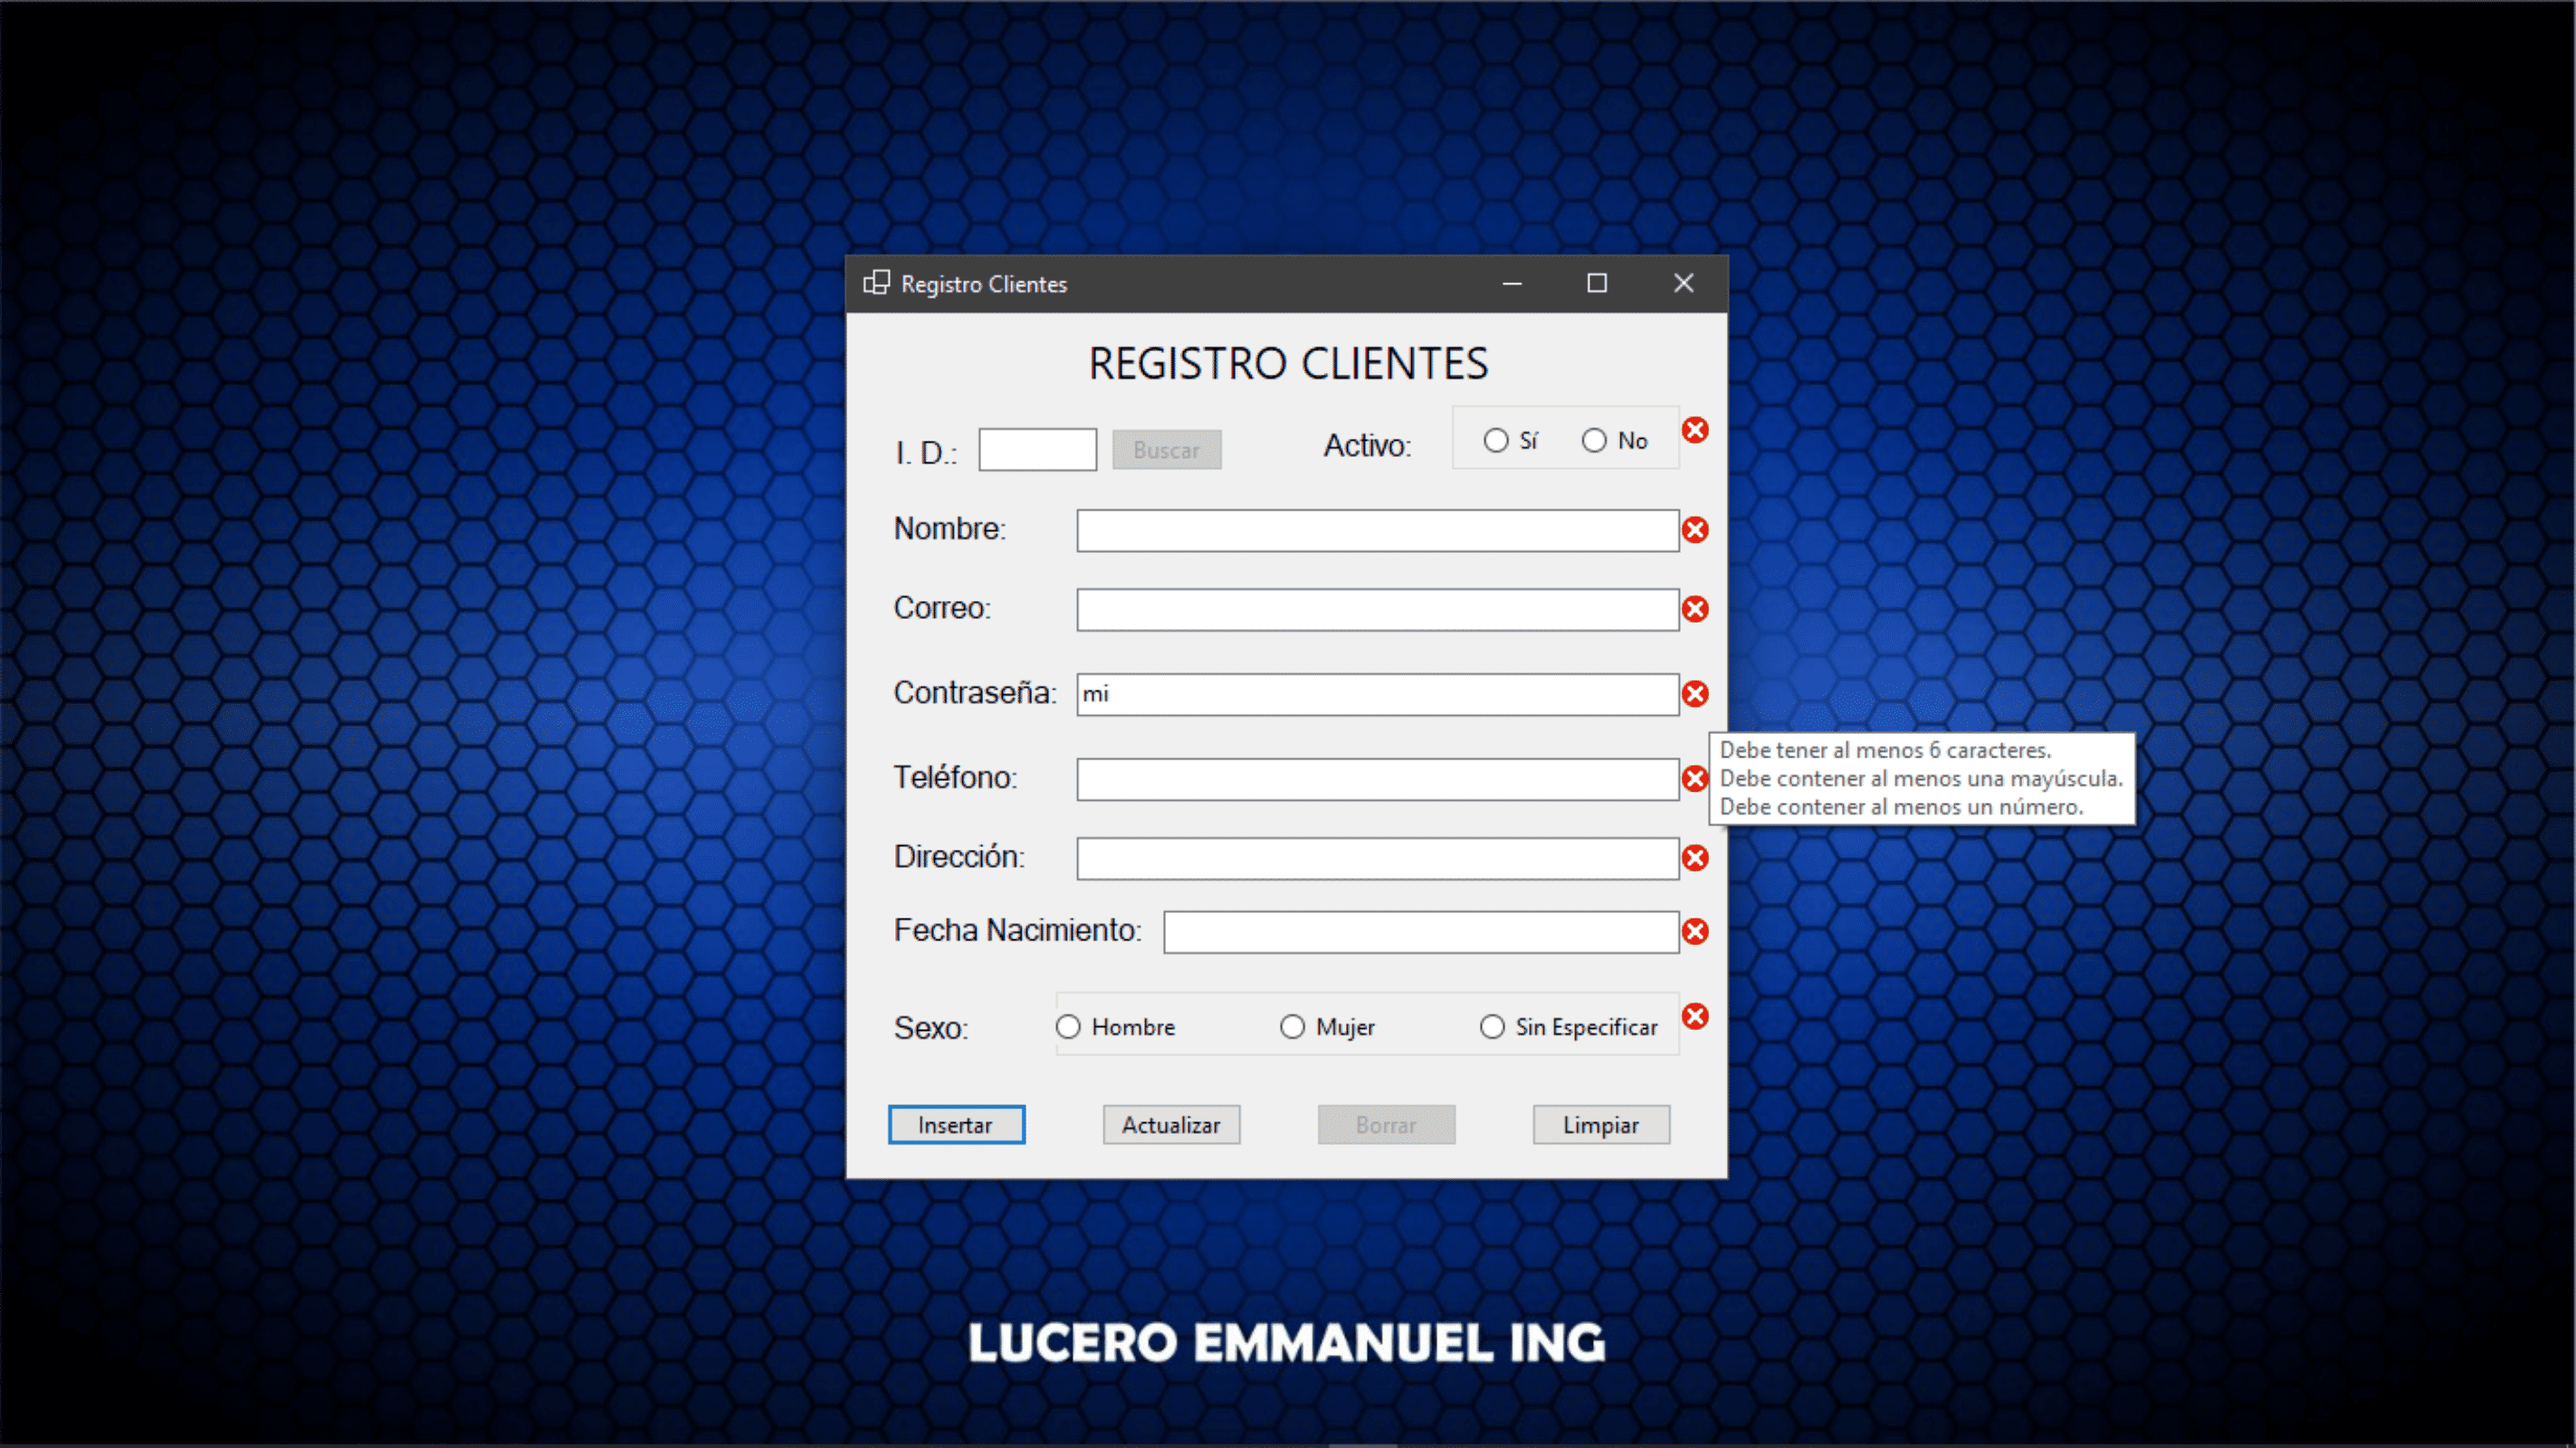 Registro Clientes
REGISTRO CLIENTES
I. D.:
Buscar
Activo:
Sí
No
Nombre:
Correo:
Contraseña:
mi
Debe tener al menos 6 caracteres.
Debe contener al menos una mayúscula.
Debe contener al menos un número.
Teléfono:
Dirección:
Fecha Nacimiento:
Sexo:
Hombre
Mujer
Sin Especificar
Insertar
Actualizar
Borrar
Limpiar
LUCERO EMMANUEL ING